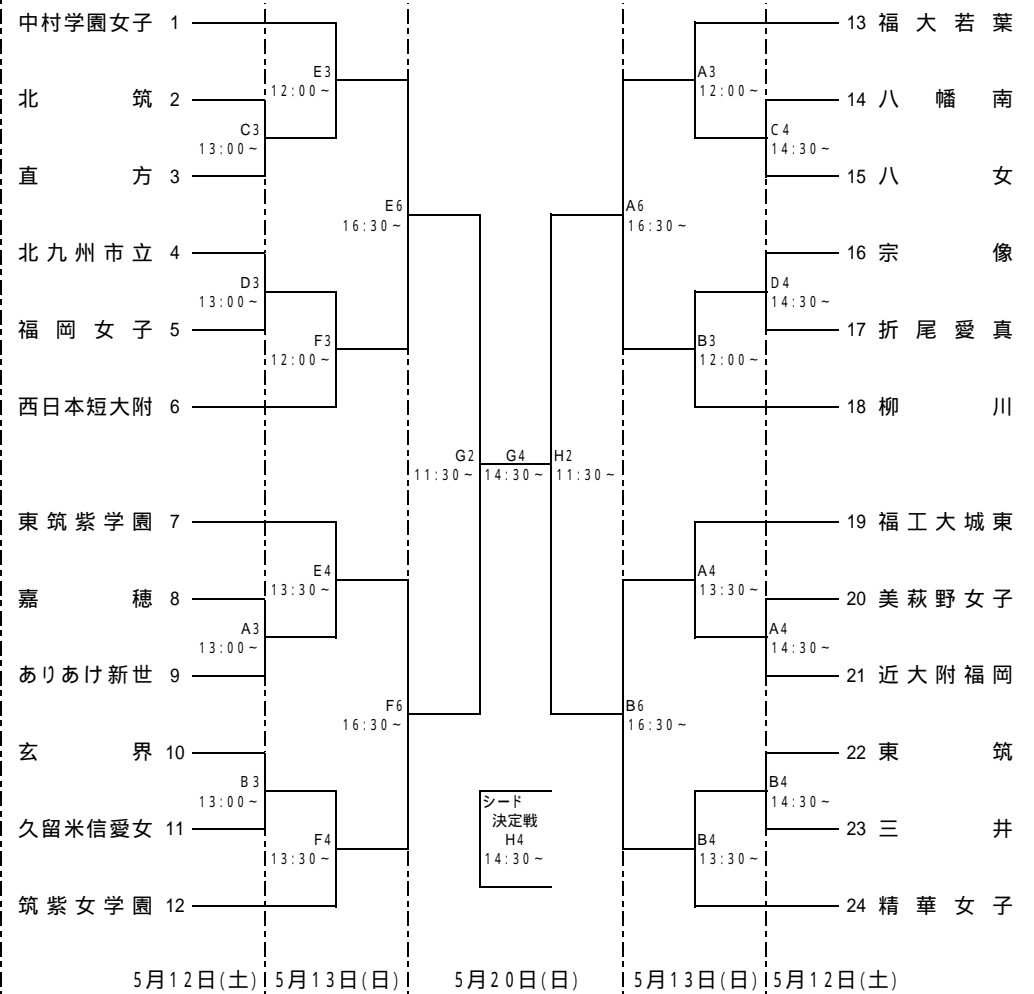 中村学園女子 1
E3
12:00~
北筑 2
C3
13:00~
直方 3
E6
16:30~
北九州市立 4
D3
13:00~
福岡女子 5
F3
12:00~
西日本短大附 6
G2
11:30~
G4
14:30~
H2
11:30~
東筑紫学園 7
E4
13:30~
嘉穂 8
A3
13:00~
ありあけ新世 9
F6
16:30~
玄界 10
B3
13:00~
久留米信愛女 11
F4
13:30~
筑紫女学園 12
シード
決定戦
H4
14:30~
13 福大若葉
A3
12:00~
14 八幡南
C4
14:30~
15 八女
A6
16:30~
16 宗像
D4
14:30~
17 折尾愛真
B3
12:00~
18 柳川
19 福工大城東
A4
13:30~
20 美萩野女子
A4
14:30~
21 近大附福岡
B6
16:30~
22 東筑
B4
14:30~
23 三井
B4
13:30~
24 精華女子
5月12日(土) 5月13日(日) 5月20日(日) 5月13日(日) 5月12日(土)